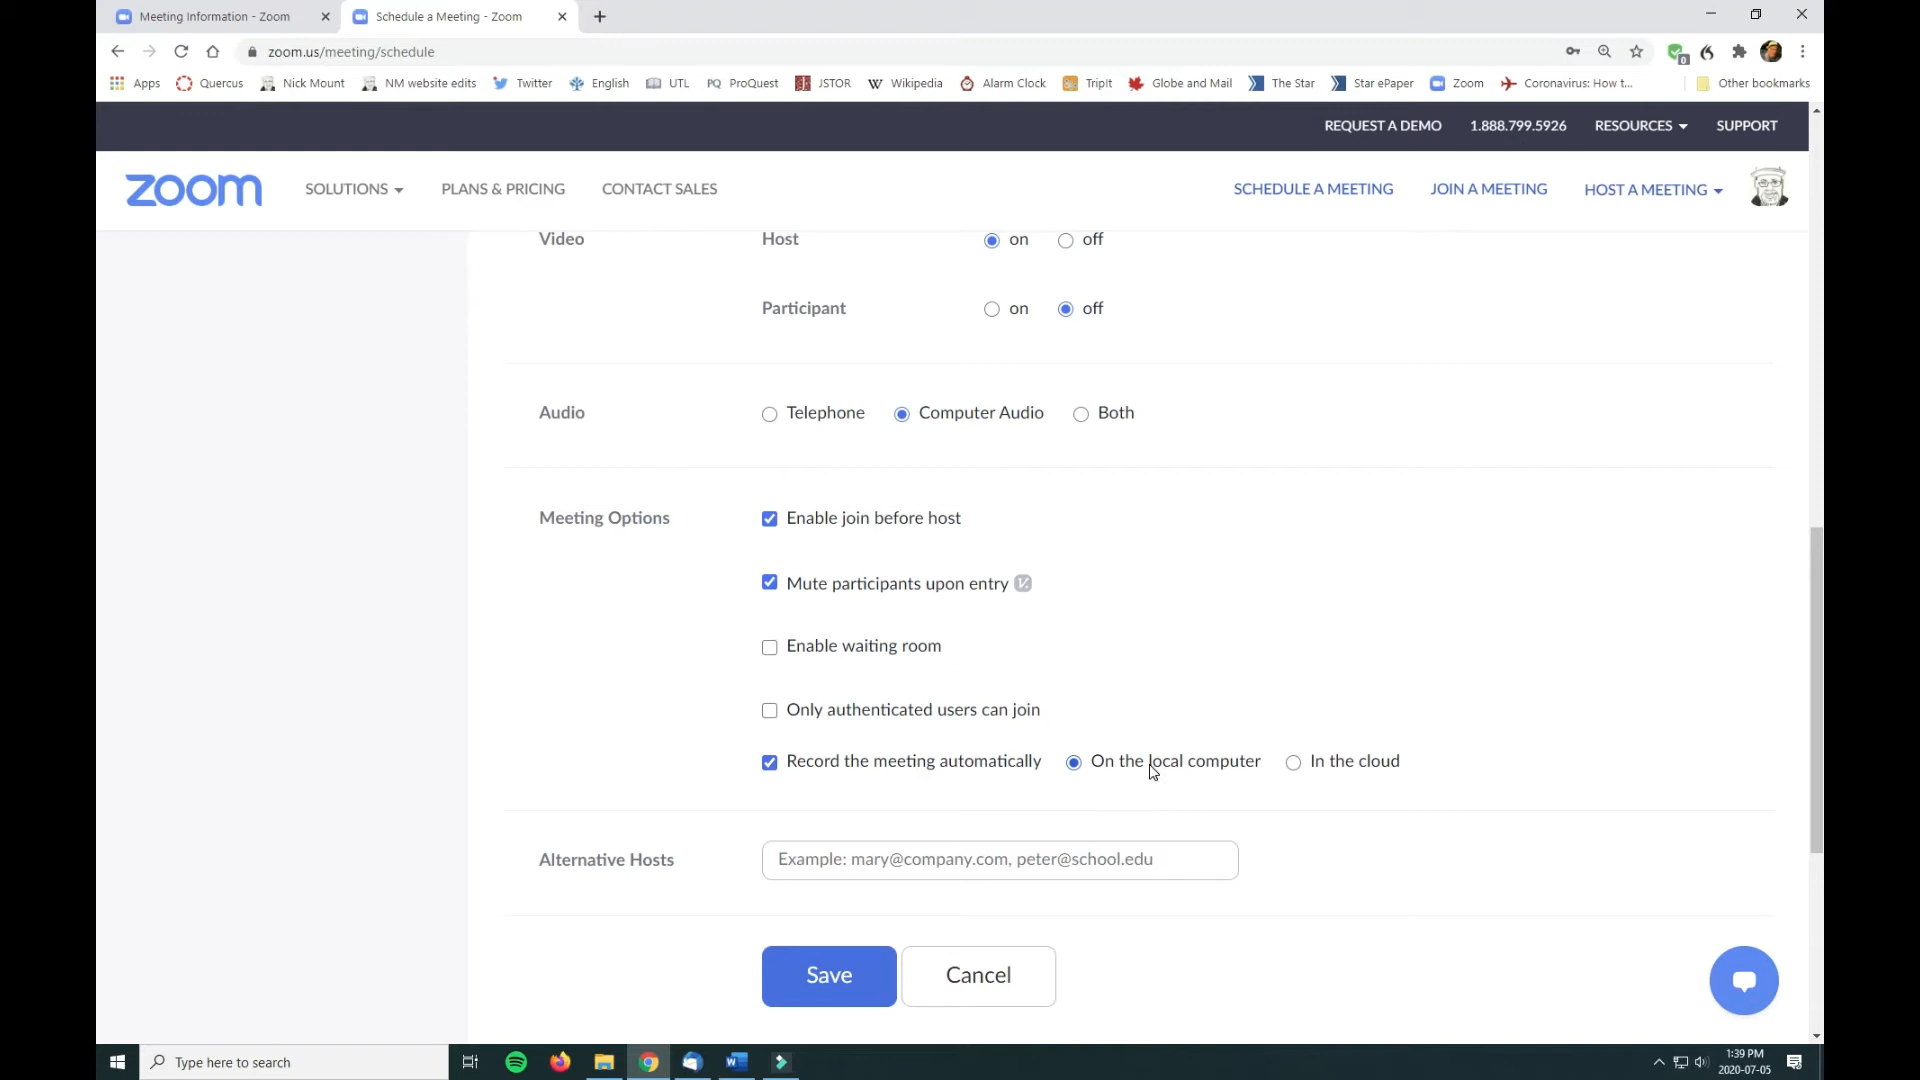 Meeting Information - Zoom
Schedule a Meeting - Zoom
zoom.us/meeting/schedule
Apps Quercus Nick Mount NM website edits Twitter English UTL PQ ProQuest JSTOR W Wikipedia Alarm Clock TripIt Globe and Mail The Star Star ePaper Zoom Coronavirus: How t... Other bookmarks
REQUEST A DEMO 1.888.799.5926 RESOURCES SUPPORT
zoom SOLUTIONS PLANS & PRICING CONTACT SALES SCHEDULE A MEETING JOIN A MEETING HOST A MEETING
Video Host on off
Participant on off
Audio Telephone Computer Audio Both
Meeting Options Enable join before host
Mute participants upon entry
Enable waiting room
Only authenticated users can join
Record the meeting automatically On the local computer In the cloud
Alternative Hosts Example: mary@company.com, peter@school.edu
Save Cancel
Type here to search
1:39 PM
2020-07-05